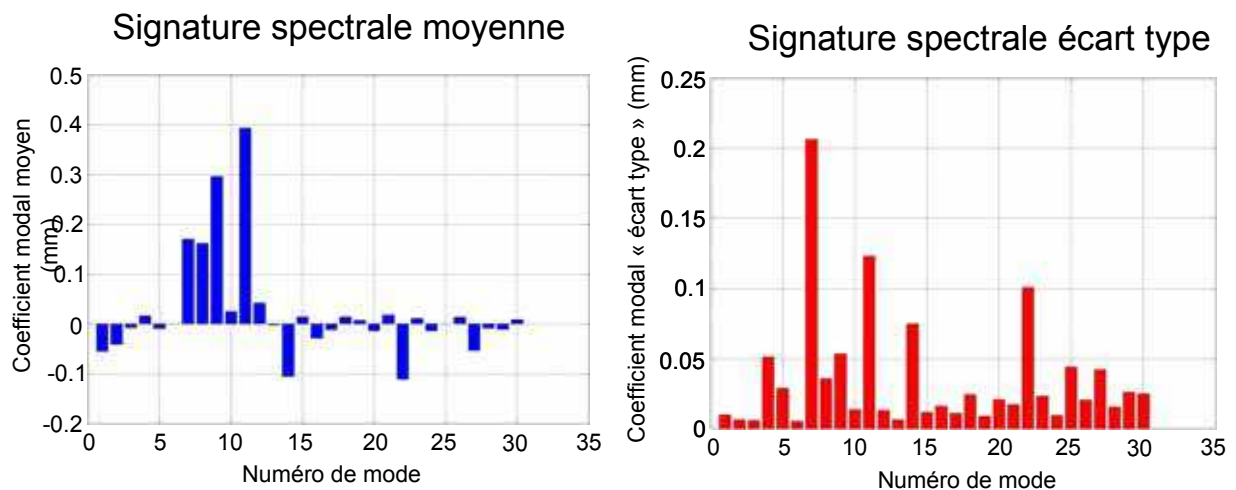 Signature spectrale moyenne
Coefficient modal moyen
(mm)
0.5
0.4
0.3
0.2
0.1
0
-0.1
-0.2
0 5 10 15 20 25 30 35
Numéro de mode
Signature spectrale écart type
Coefficient modal « écart type » (mm)
0.25
0.2
0.15
0.1
0.05
0
0 5 10 15 20 25 30 35
Numéro de mode